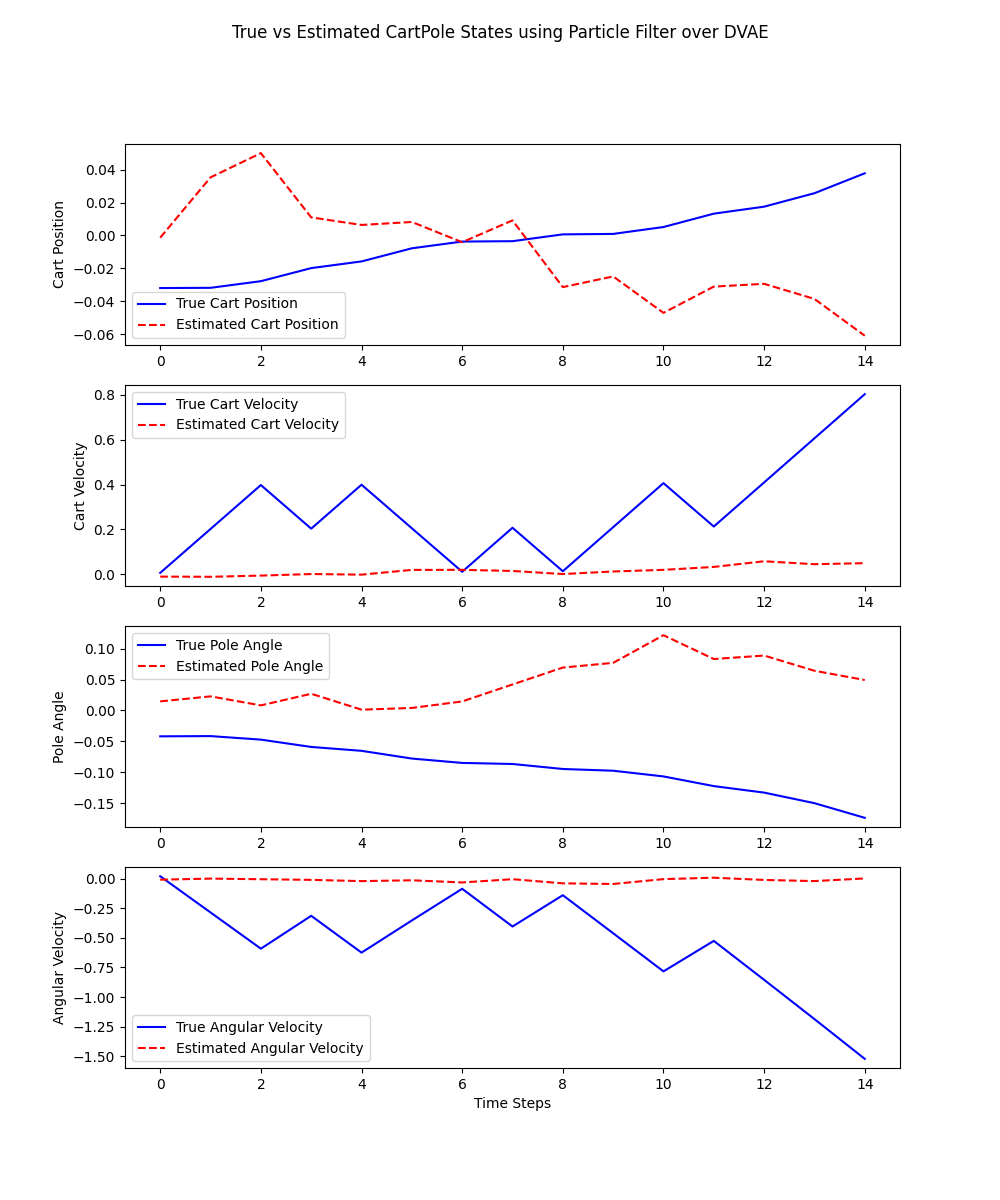 True vs Estimated CartPole States using Particle Filter over DVAE
0.04
0.02
0.00
−0.02
−0.04
−0.06
Cart Position
True Cart Position
Estimated Cart Position
0 2 4 6 8 10 12 14
0.8
0.6
0.4
0.2
0.0
Cart Velocity
True Cart Velocity
Estimated Cart Velocity
0 2 4 6 8 10 12 14
0.10
0.05
0.00
−0.05
−0.10
−0.15
Pole Angle
True Pole Angle
Estimated Pole Angle
0 2 4 6 8 10 12 14
0.00
−0.25
−0.50
−0.75
−1.00
−1.25
−1.50
Angular Velocity
True Angular Velocity
Estimated Angular Velocity
0 2 4 6 8 10 12 14
Time Steps